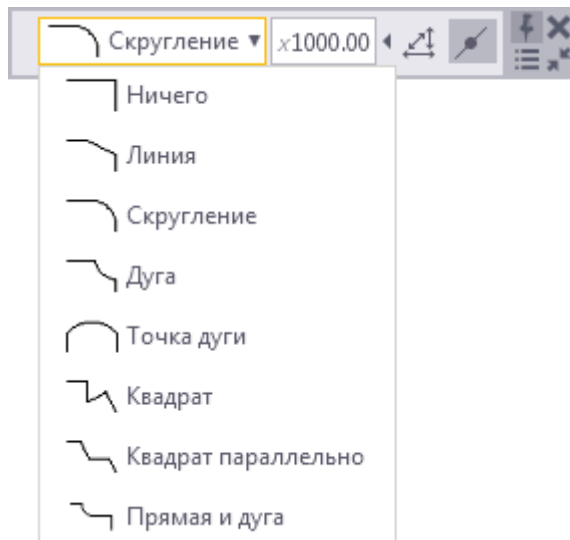 Скругление x1000.00
Ничего
Линия
Скругление
Дуга
Точка дуги
Квадрат
Квадрат параллельно
Прямая и дуга